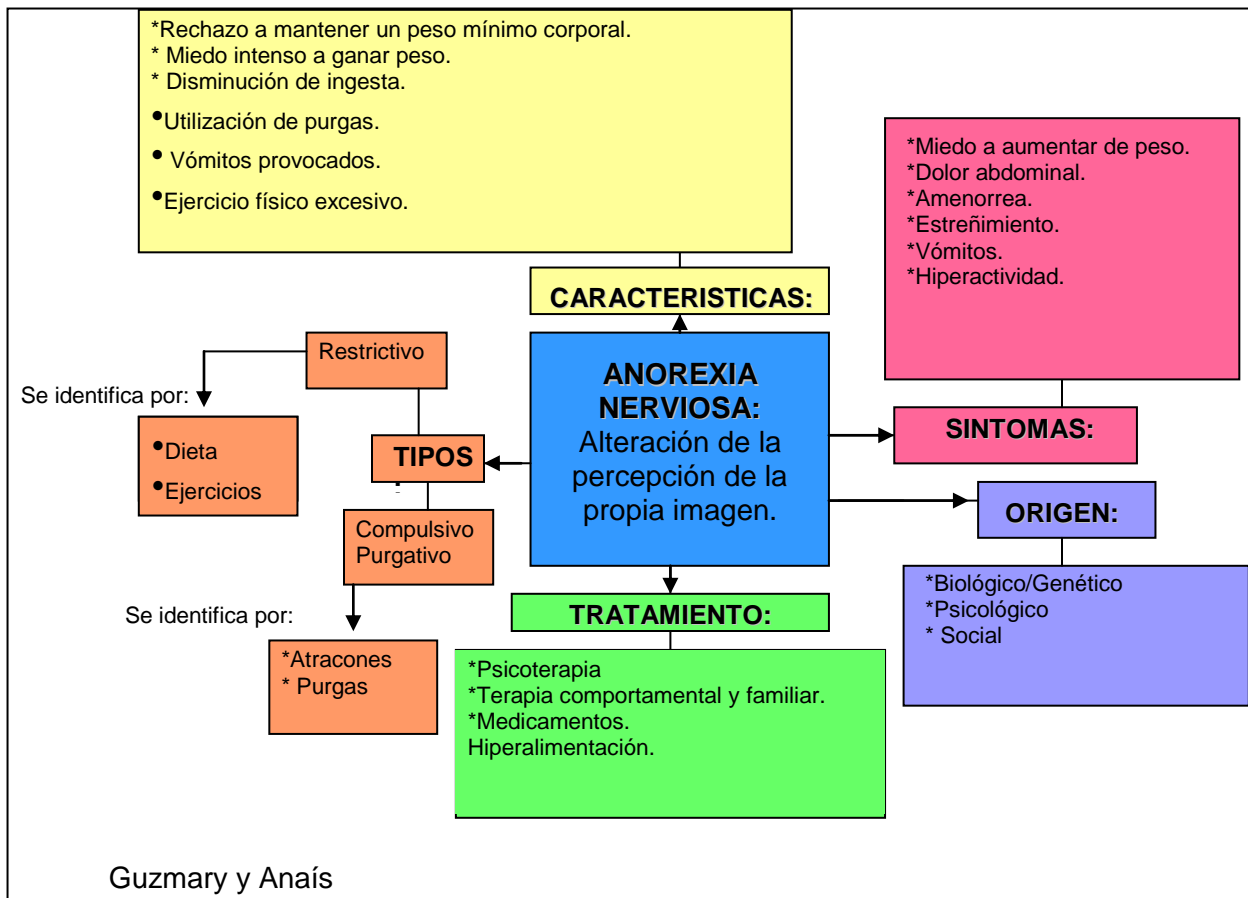 *Rechazo a mantener un peso mínimo corporal.
* Miedo intenso a ganar peso.
* Disminución de ingesta.
•Utilización de purgas.
• Vómitos provocados.
•Ejercicio físico excesivo.
CARACTERISTICAS:
*Miedo a aumentar de peso.
*Dolor abdominal.
*Amenorrea.
*Estreñimiento.
*Vómitos.
*Hiperactividad.
SINTOMAS:
ANOREXIA
NERVIOSA:
Alteración de la
percepción de la
propia imagen.
Restrictivo
Se identifica por:
•Dieta
•Ejercicios
TIPOS
:
Compulsivo
Purgativo
Se identifica por:
*Atracones
* Purgas
ORIGEN:
*Biológico/Genético
*Psicológico
* Social
TRATAMIENTO:
*Psicoterapia
*Terapia comportamental y familiar.
*Medicamentos.
Hiperalimentación.
Guzmary y Anaís